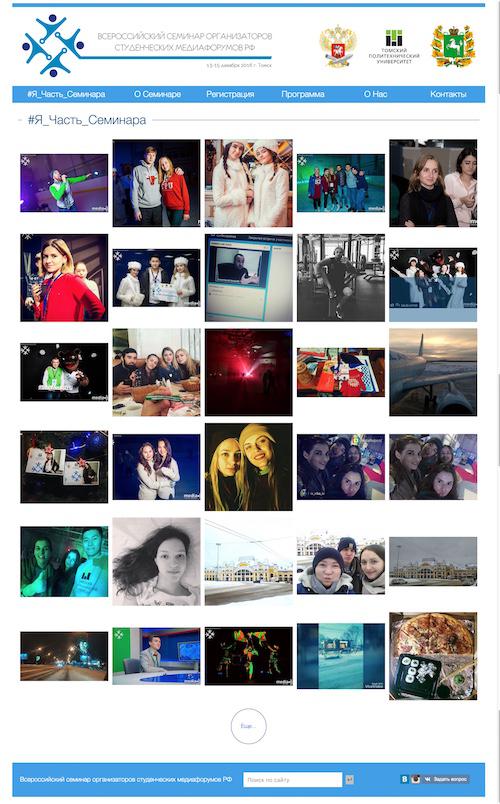 ВСЕРОССИЙСКИЙ СЕМИНАР ОРГАНИЗАТОРОВ
СТУДЕНЧЕСКИХ МЕДИАФОРУМОВ РФ
13-15 декабря 2016 г. Томск
ТОМСКИЙ
ПОЛИТЕХНИЧЕСКИЙ
УНИВЕРСИТЕТ
#Я_Часть_Семинара
О Семинаре
Регистрация
Программа
О Нас
Контакты
#Я_Часть_Семинара
Еще...
Всероссийский семинар организаторов студенческих медиафорумов РФ
Поиск по сайту
Задать вопрос